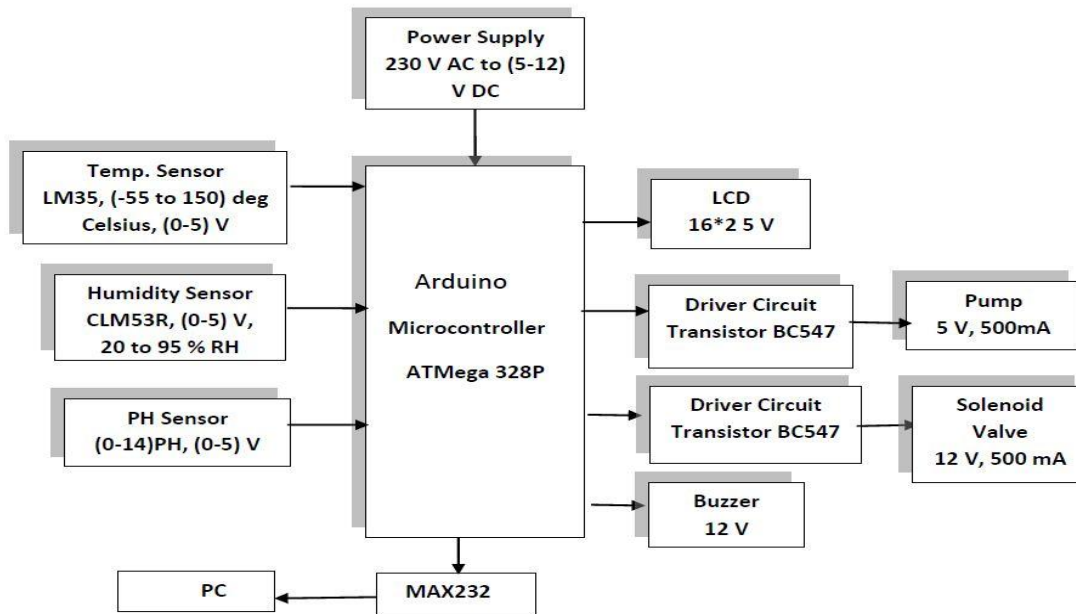 Power Supply
230 V AC to (5-12)
V DC
Temp. Sensor
LM35, (-55 to 150) deg
Celsius, (0-5) V
Humidity Sensor
CLM53R, (0-5) V,
20 to 95 % RH
PH Sensor
(0-14)PH, (0-5) V
Arduino
Microcontroller
ATMega 328P
LCD
16*2 5 V
Driver Circuit
Transistor BC547
Pump
5 V, 500mA
Driver Circuit
Transistor BC547
Solenoid
Valve
12 V, 500 mA
Buzzer
12 V
MAX232
PC